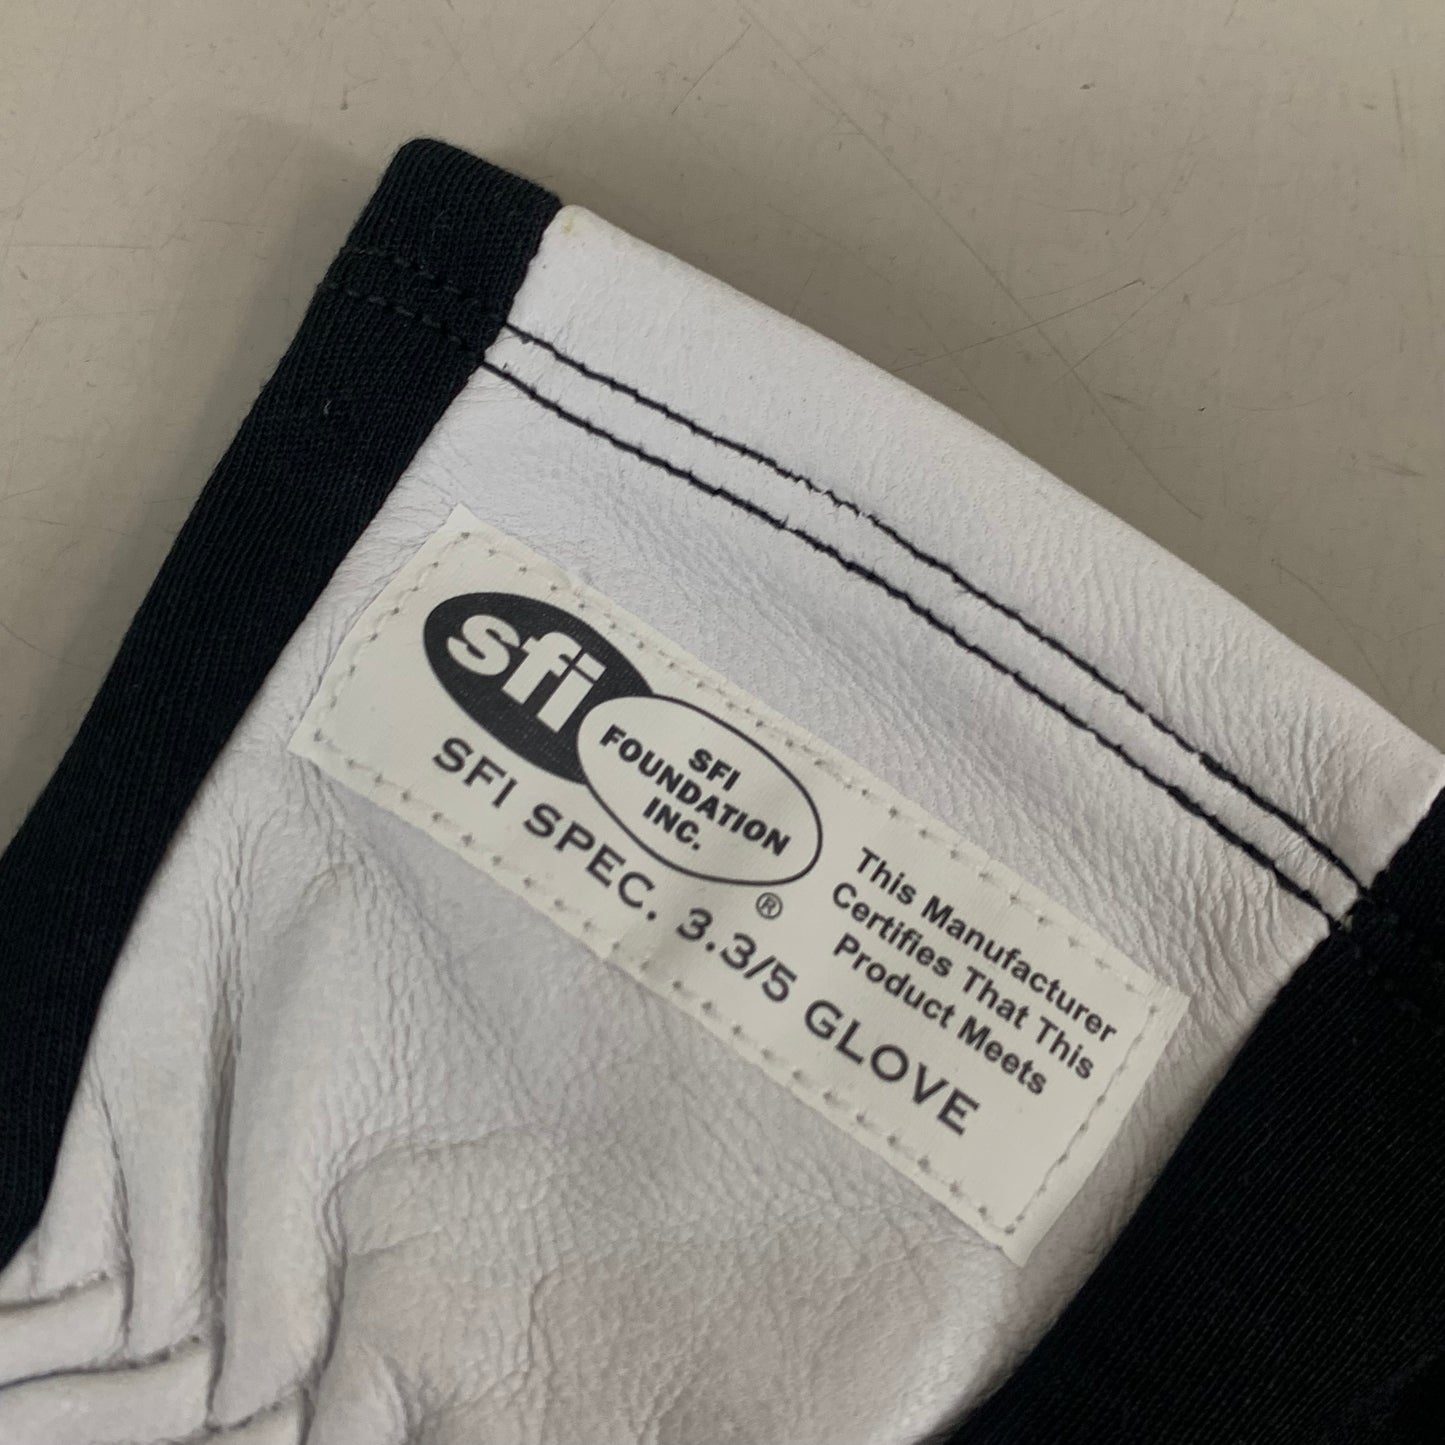 sfi
SFI
FOUNDATION
INC.
®
SFI SPEC. 3.3/5 GLOVE
This Manufacturer
Certifies That This
Product Meets